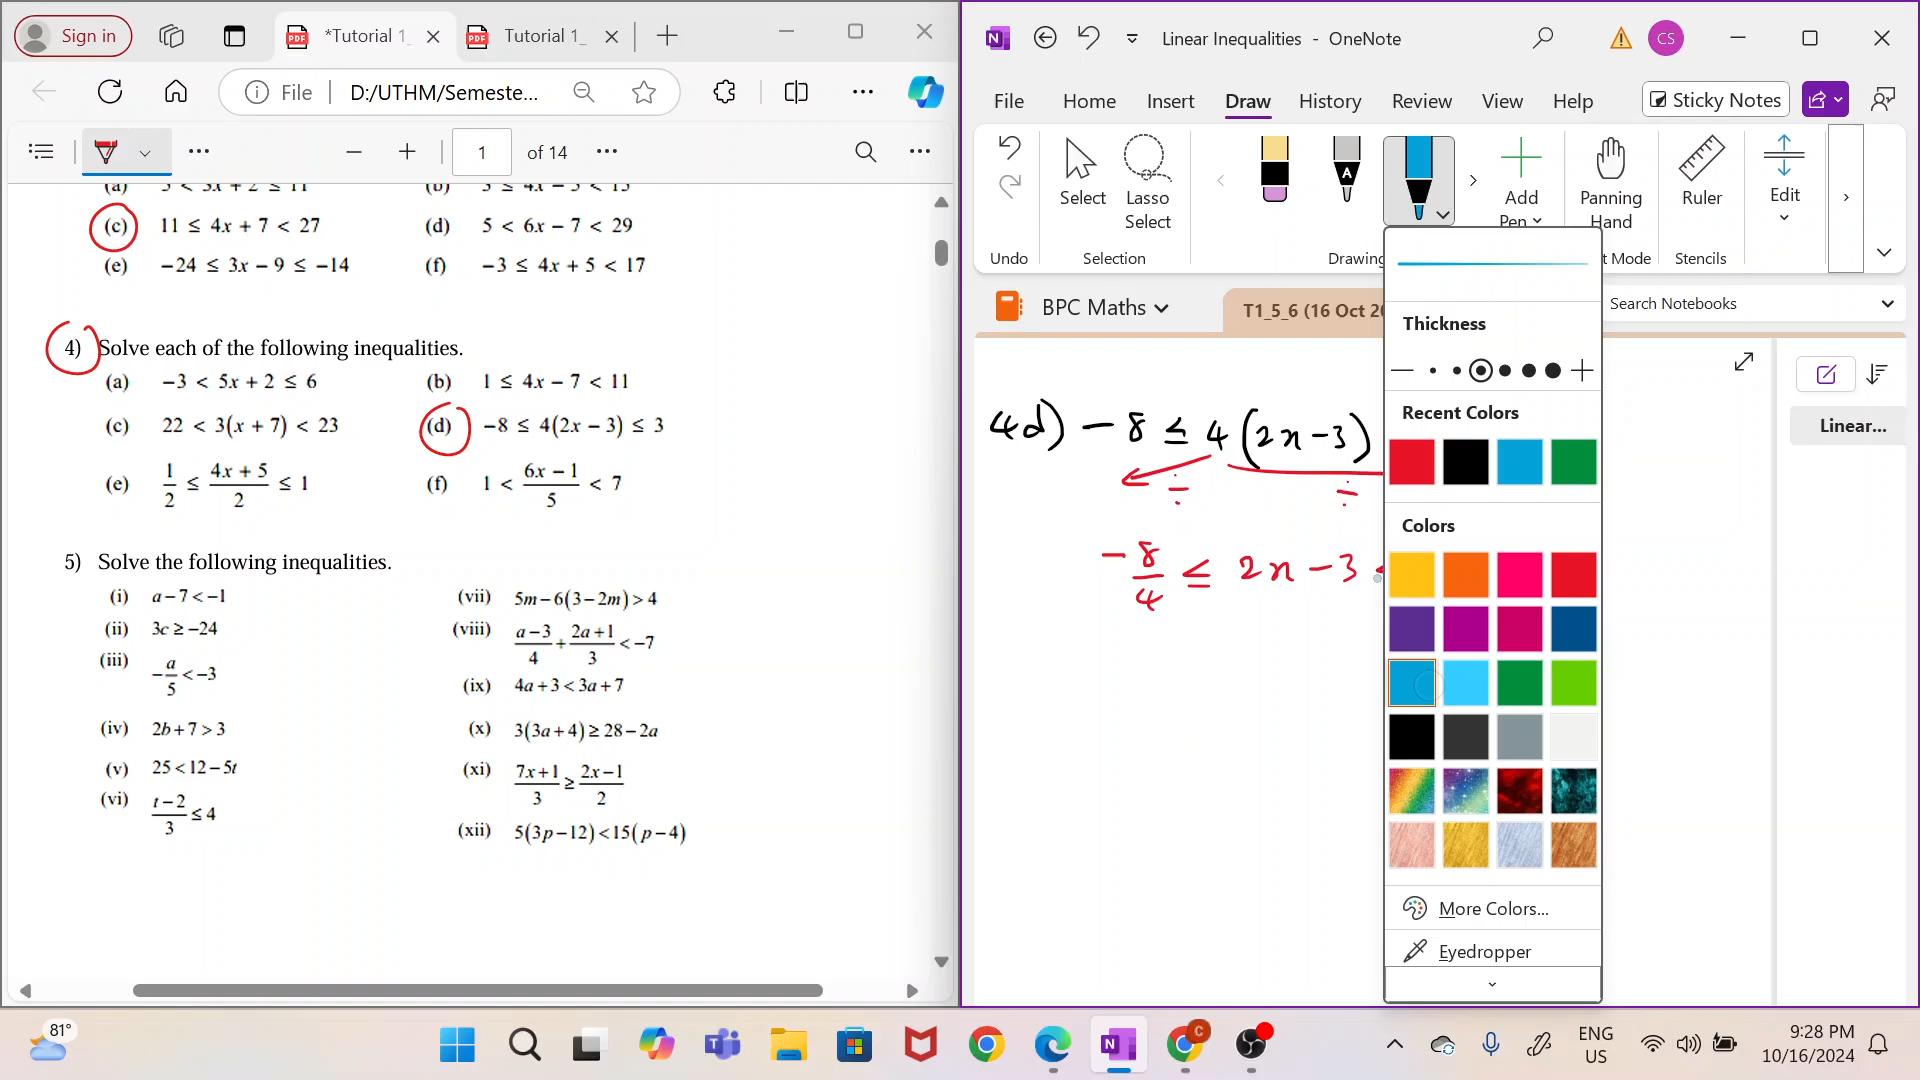 Sign in
*Tutorial 1_
Tutorial 1_
File
D:/UTHM/Semeste...
1 of 14
(c) 11 ≤ 4x + 7 < 27 (d) 5 < 6x − 7 < 29
(e) −24 ≤ 3x − 9 ≤ −14 (f) −3 ≤ 4x + 5 < 17
4) Solve each of the following inequalities.
(a) −3 < 5x + 2 ≤ 6 (b) 1 ≤ 4x − 7 < 11
(c) 22 < 3(x + 7) < 23 (d) −8 ≤ 4(2x − 3) ≤ 3
(e) 1/2 ≤ (4x + 5)/2 ≤ 1 (f) 1 < (6x − 1)/5 < 7
5) Solve the following inequalities.
(i) a−7<−1 (vii) 5m−6(3−2m)>4
(ii) 3c≥−24 (viii) (a−3)/4+(2a+1)/3<−7
(iii) −a/5<−3 (ix) 4a+3<3a+7
(iv) 2b+7>3 (x) 3(3a+4)≥28−2a
(v) 25<12−5t (xi) (7x+1)/3≥(2x−1)/2
(vi) (t−2)/3≤4 (xii) 5(3p−12)<15(p−4)
Linear Inequalities - OneNote
CS
File Home Insert Draw History Review View Help
Sticky Notes
Undo
Select
Lasso Select
Selection
Drawing
Add Pen
Panning Hand
t Mode
Ruler
Stencils
Edit
BPC Maths
T1_5_6 (16 Oct 20
Search Notebooks
Linear...
4d) −8 ≤ 4(2x−3)
÷ ÷
−8/4 ≤ 2x−3
Thickness
Recent Colors
Colors
More Colors...
Eyedropper
81°
ENG
US
9:28 PM
10/16/2024